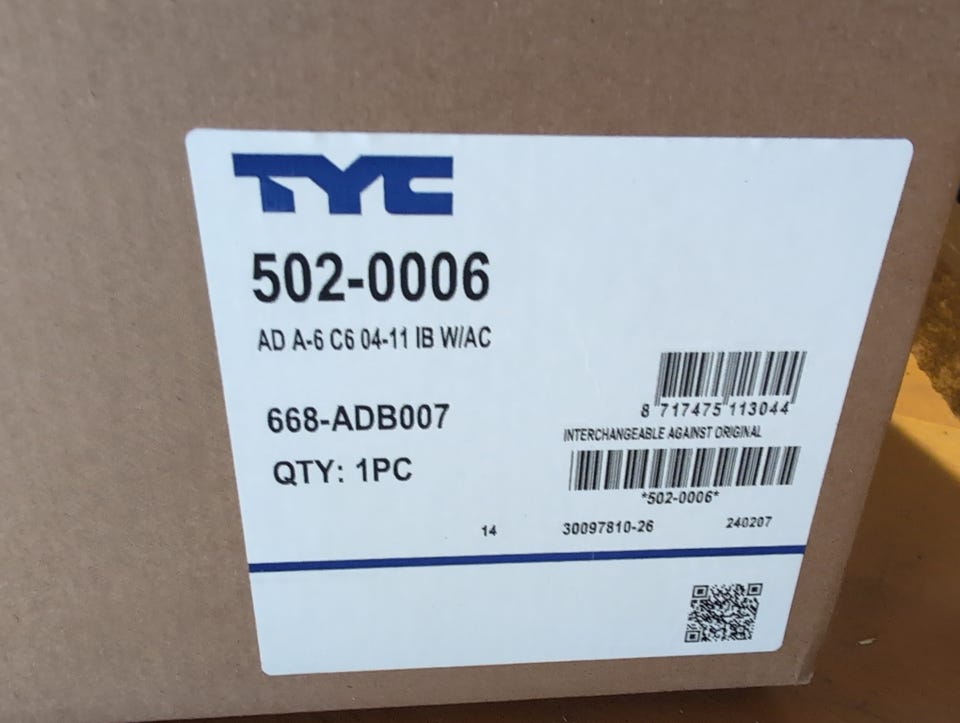 TYC
502-0006
AD A-6 C6 04-11 IB W/AC
668-ADB007
QTY: 1PC
8 717475 113044
INTERCHANGEABLE AGAINST ORIGINAL
*502-0006*
14 30097810-26 240207